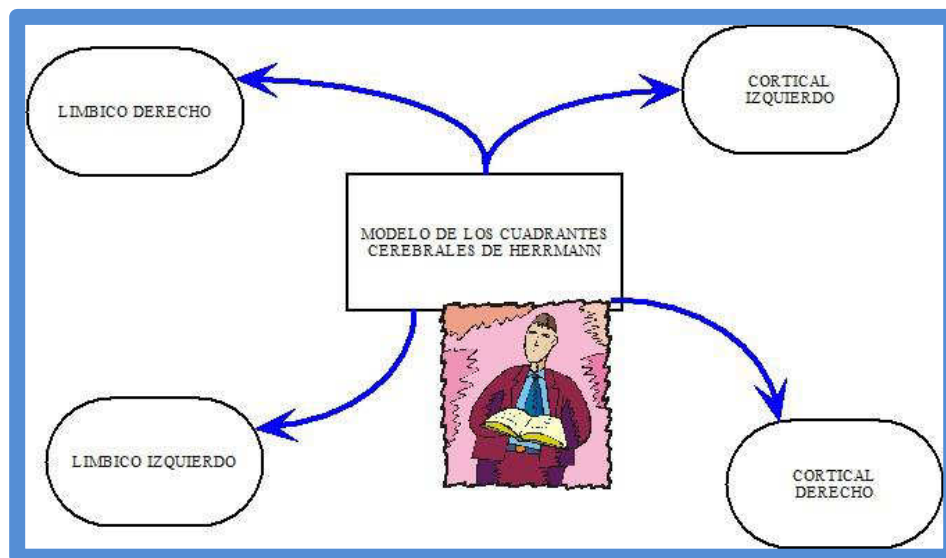 LIMBICO DERECHO
CORTICAL
IZQUIERDO
MODELO DE LOS CUADRANTES
CEREBRALES DE HERRMANN
LIMBICO IZQUIERDO
CORTICAL
DERECHO